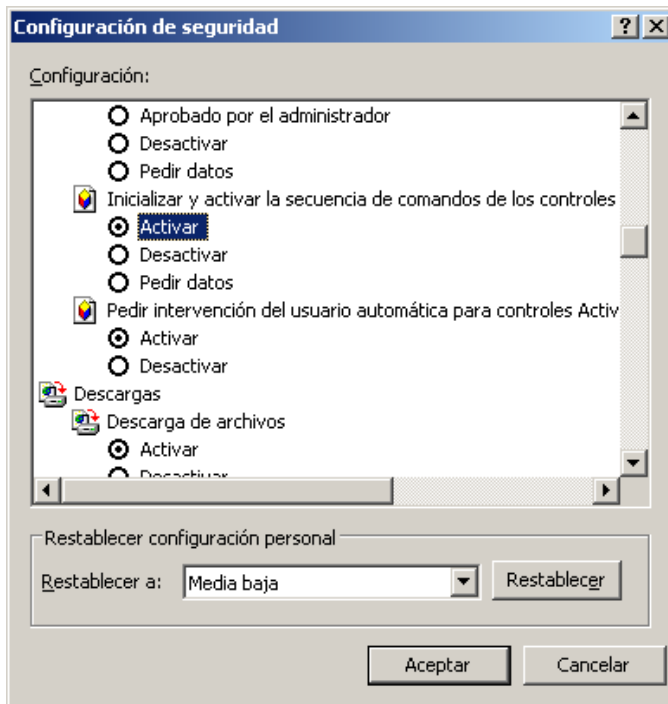 Configuración de seguridad
Configuración:
Aprobado por el administrador
Desactivar
Pedir datos
Inicializar y activar la secuencia de comandos de los controles
Activar
Desactivar
Pedir datos
Pedir intervención del usuario automática para controles Activ
Activar
Desactivar
Descargas
Descarga de archivos
Activar
Desactivar
Restablecer configuración personal
Restablecer a: Media baja Restablecer
Aceptar Cancelar